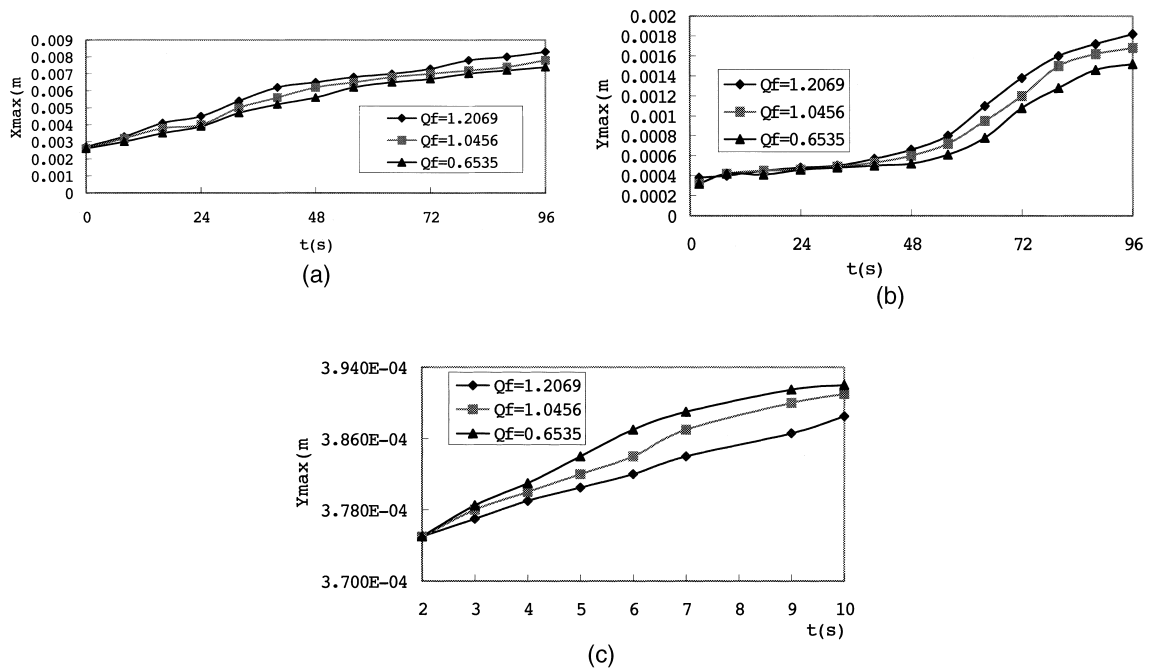 0.009
0.008
0.007
0.006
0.005
0.004
0.003
0.002
0.001
0
Xmax(m
Qf=1.2069
Qf=1.0456
Qf=0.6535
0 24 48 72 96
t(s)
(a)
0.002
0.0018
0.0016
0.0014
0.0012
0.001
0.0008
0.0006
0.0004
0.0002
0
Ymax(m
Qf=1.2069
Qf=1.0456
Qf=0.6535
0 24 48 72 96
t(s)
(b)
3.940E-04
3.860E-04
3.780E-04
3.700E-04
Ymax(m
Qf=1.2069
Qf=1.0456
Qf=0.6535
2 3 4 5 6 7 8 9 10
t(s)
(c)